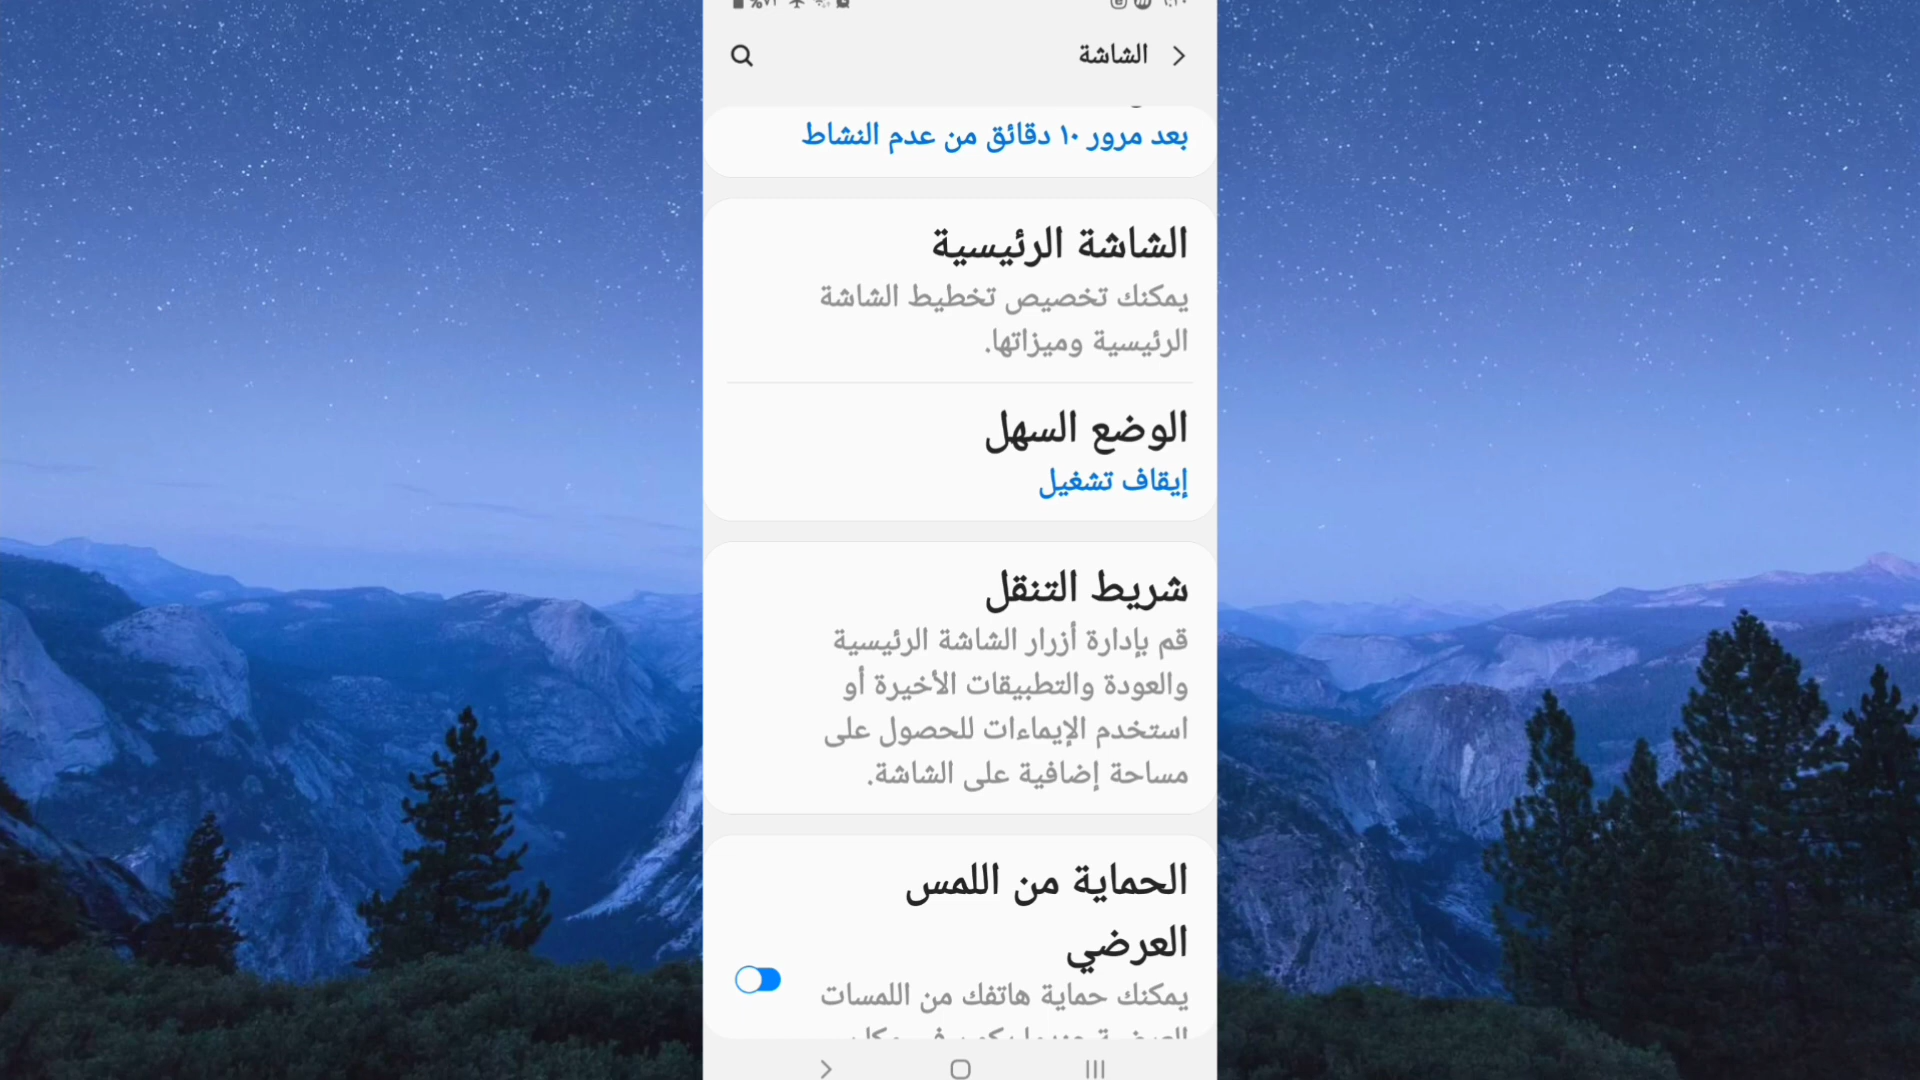 الشاشة
بعد مرور ١٠ دقائق من عدم النشاط
الشاشة الرئيسية
يمكنك تخصيص تخطيط الشاشة
الرئيسية وميزاتها.
الوضع السهل
إيقاف تشغيل
شريط التنقل
قم بإدارة أزرار الشاشة الرئيسية
والعودة والتطبيقات الأخيرة أو
استخدم الإيماءات للحصول على
مساحة إضافية على الشاشة.
الحماية من اللمس
العرضي
يمكنك حماية هاتفك من اللمسات